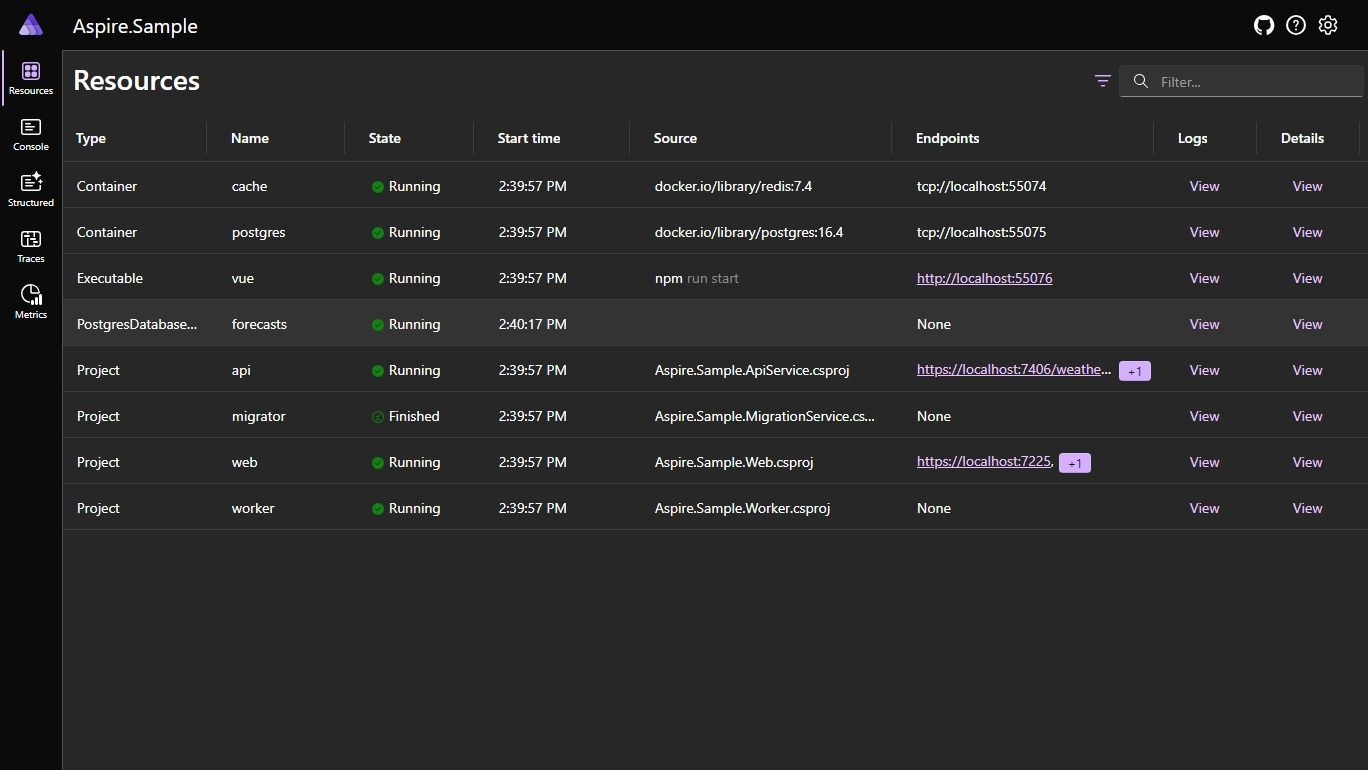 Aspire.Sample
Resources
Filter...
Resources
Console
Structured
Traces
Metrics
Type Name State Start time Source Endpoints Logs Details
Container cache Running 2:39:57 PM docker.io/library/redis:7.4 tcp://localhost:55074 View View
Container postgres Running 2:39:57 PM docker.io/library/postgres:16.4 tcp://localhost:55075 View View
Executable vue Running 2:39:57 PM npm run start http://localhost:55076 View View
PostgresDatabase... forecasts Running 2:40:17 PM None View View
Project api Running 2:39:57 PM Aspire.Sample.ApiService.csproj https://localhost:7406/weathe... +1 View View
Project migrator Finished 2:39:57 PM Aspire.Sample.MigrationService.cs... None View View
Project web Running 2:39:57 PM Aspire.Sample.Web.csproj https://localhost:7225, +1 View View
Project worker Running 2:39:57 PM Aspire.Sample.Worker.csproj None View View